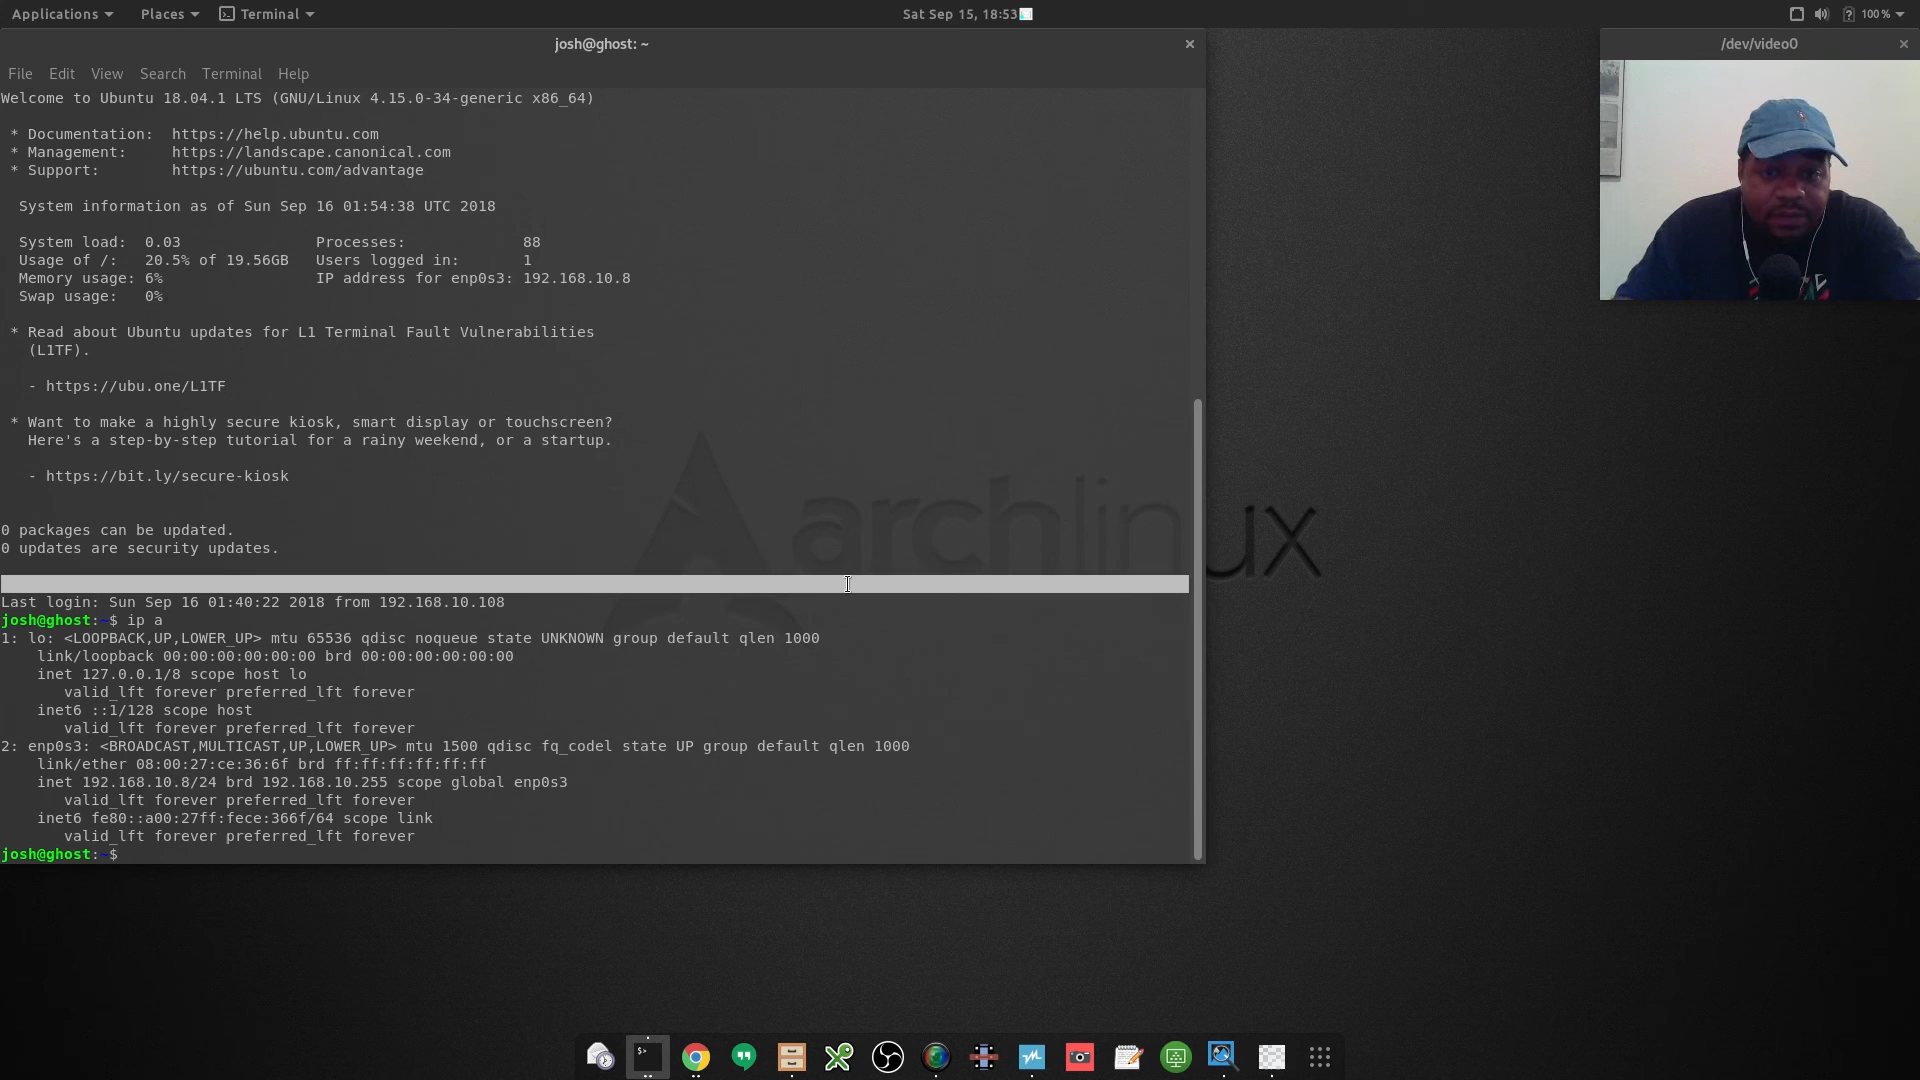 Applications Places Terminal Sat Sep 15, 18:53 100 %
josh@ghost: ~
/dev/video0
File Edit View Search Terminal Help
Welcome to Ubuntu 18.04.1 LTS (GNU/Linux 4.15.0-34-generic x86_64)
* Documentation: https://help.ubuntu.com
* Management: https://landscape.canonical.com
* Support: https://ubuntu.com/advantage
System information as of Sun Sep 16 01:54:38 UTC 2018
System load: 0.03 Processes: 88
Usage of /: 20.5% of 19.56GB Users logged in: 1
Memory usage: 6% IP address for enp0s3: 192.168.10.8
Swap usage: 0%
* Read about Ubuntu updates for L1 Terminal Fault Vulnerabilities
(L1TF).
- https://ubu.one/L1TF
* Want to make a highly secure kiosk, smart display or touchscreen?
Here's a step-by-step tutorial for a rainy weekend, or a startup.
- https://bit.ly/secure-kiosk
archlinux
0 packages can be updated.
0 updates are security updates.
Last login: Sun Sep 16 01:40:22 2018 from 192.168.10.108
josh@ghost:~$ ip a
1: lo: <LOOPBACK,UP,LOWER_UP> mtu 65536 qdisc noqueue state UNKNOWN group default qlen 1000
link/loopback 00:00:00:00:00:00 brd 00:00:00:00:00:00
inet 127.0.0.1/8 scope host lo
valid_lft forever preferred_lft forever
inet6 ::1/128 scope host
valid_lft forever preferred_lft forever
2: enp0s3: <BROADCAST,MULTICAST,UP,LOWER_UP> mtu 1500 qdisc fq_codel state UP group default qlen 1000
link/ether 08:00:27:ce:36:6f brd ff:ff:ff:ff:ff:ff
inet 192.168.10.8/24 brd 192.168.10.255 scope global enp0s3
valid_lft forever preferred_lft forever
inet6 fe80::a00:27ff:fece:366f/64 scope link
valid_lft forever preferred_lft forever
josh@ghost:~$